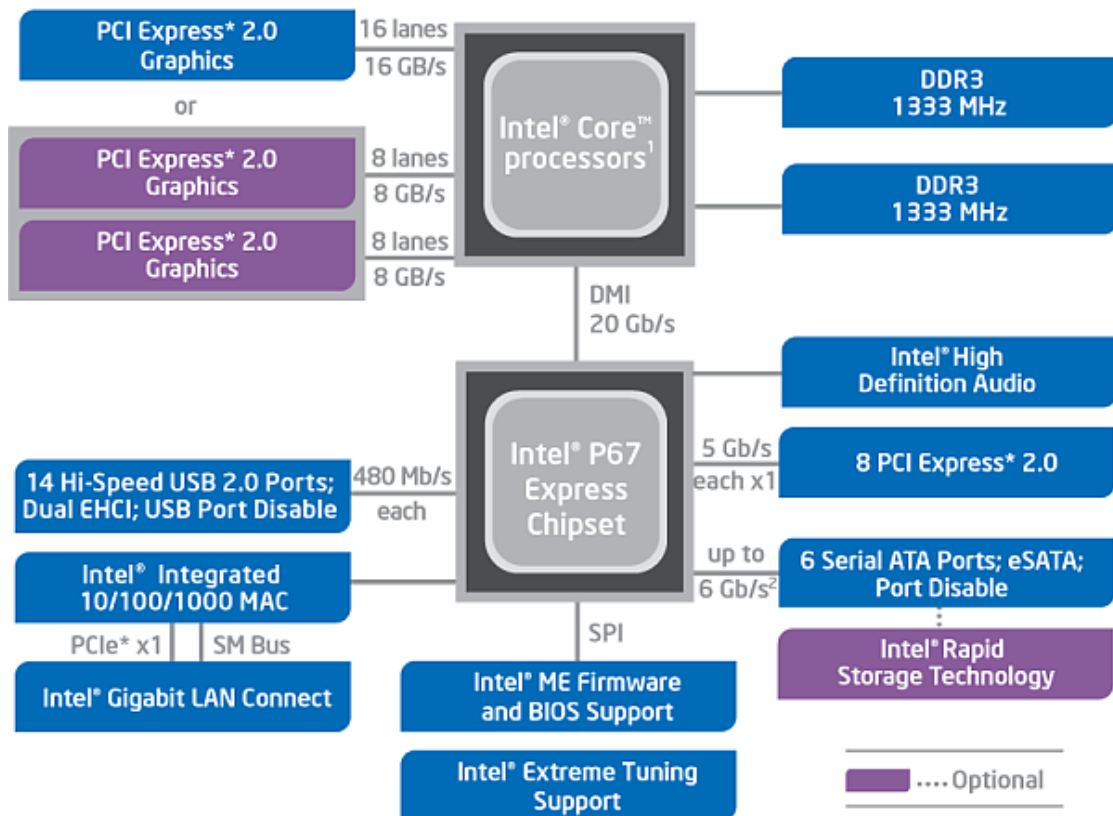 PCI Express* 2.0
Graphics
16 lanes
16 GB/s
or
PCI Express* 2.0
Graphics
8 lanes
8 GB/s
PCI Express* 2.0
Graphics
8 lanes
8 GB/s
Intel® Core™
processors¹
DDR3
1333 MHz
DDR3
1333 MHz
DMI
20 Gb/s
Intel® P67
Express
Chipset
Intel® High
Definition Audio
5 Gb/s
each x1
8 PCI Express* 2.0
14 Hi-Speed USB 2.0 Ports;
Dual EHCI; USB Port Disable
480 Mb/s
each
up to
6 Gb/s²
6 Serial ATA Ports; eSATA;
Port Disable
Intel® Integrated
10/100/1000 MAC
PCIe* x1
SM Bus
Intel® Gigabit LAN Connect
SPI
Intel® ME Firmware
and BIOS Support
Intel® Rapid
Storage Technology
Intel® Extreme Tuning
Support
.... Optional